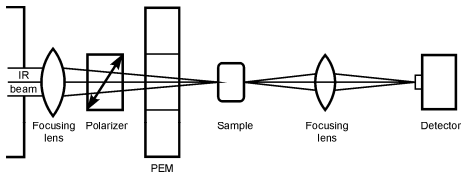 IR
beam
Focusing
lens
Polarizer
PEM
Sample
Focusing
lens
Detector